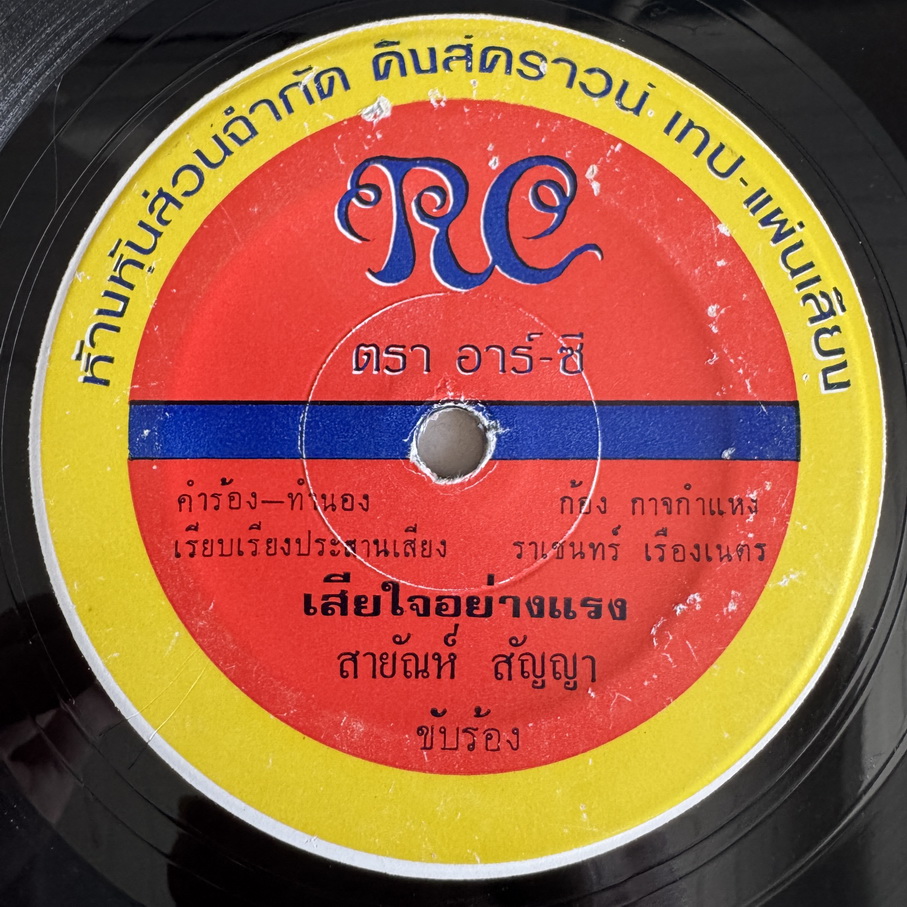 ห้างหุ้นส่วนจำกัด คิงส์คราวน์ เทป-แผ่นเสียง
RC
ตรา อาร์-ซี
คำร้อง—ทำนอง ก้อง กาจกำแหง
เรียบเรียงประสานเสียง ราเชนทร์ เรืองเนตร
เสียใจอย่างแรง
สายัณห์ สัญญา
ขับร้อง